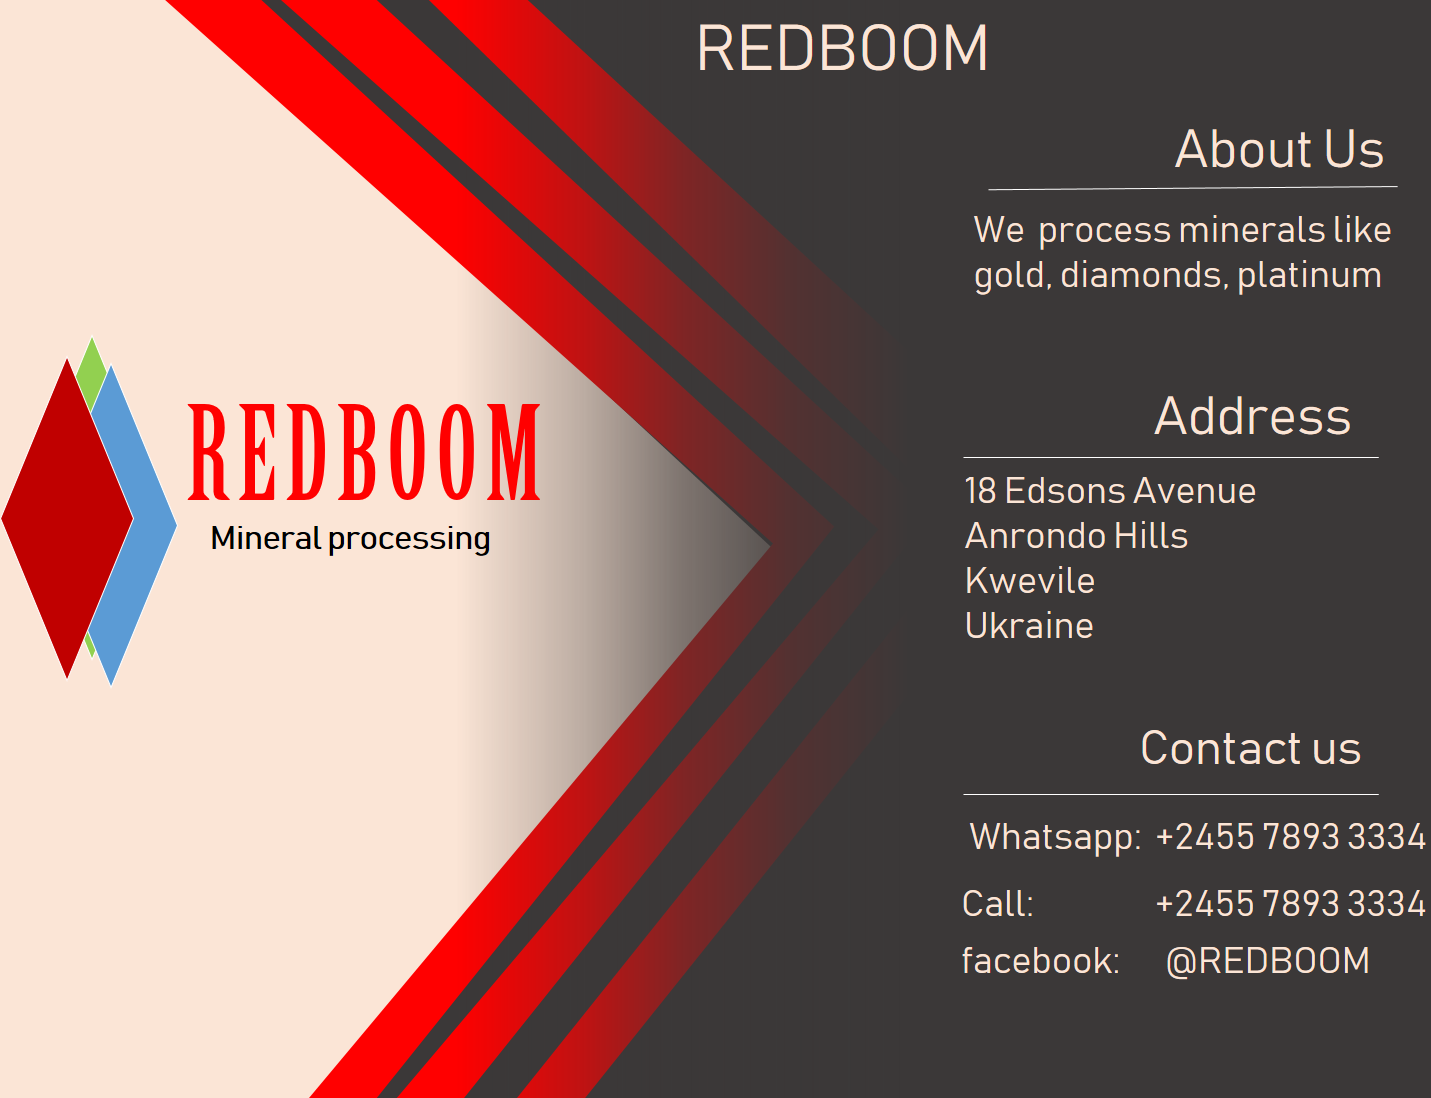 REDBOOM
REDBOOM
Mineral processing
About Us
We process minerals like
gold, diamonds, platinum
Address
18 Edsons Avenue
Anrondo Hills
Kwevile
Ukraine
Contact us
Whatsapp: +2455 7893 3334
Call: +2455 7893 3334
facebook: @REDBOOM